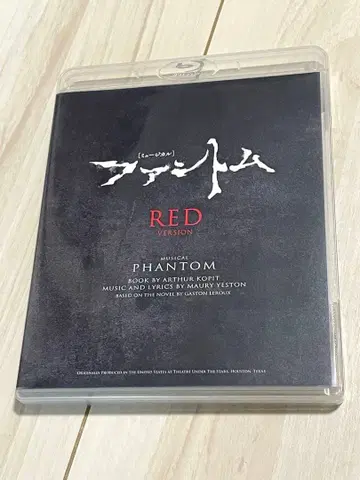 [ミュージカル]
ファントム
RED
VERSION
MUSICAL
PHANTOM
BOOK BY ARTHUR KOPIT
MUSIC AND LYRICS BY MAURY YESTON
BASED ON THE NOVEL BY GASTON LEROUX
ORIGINALLY PRODUCED IN THE UNITED STATES AT THEATRE UNDER THE STARS, HOUSTON, TEXAS